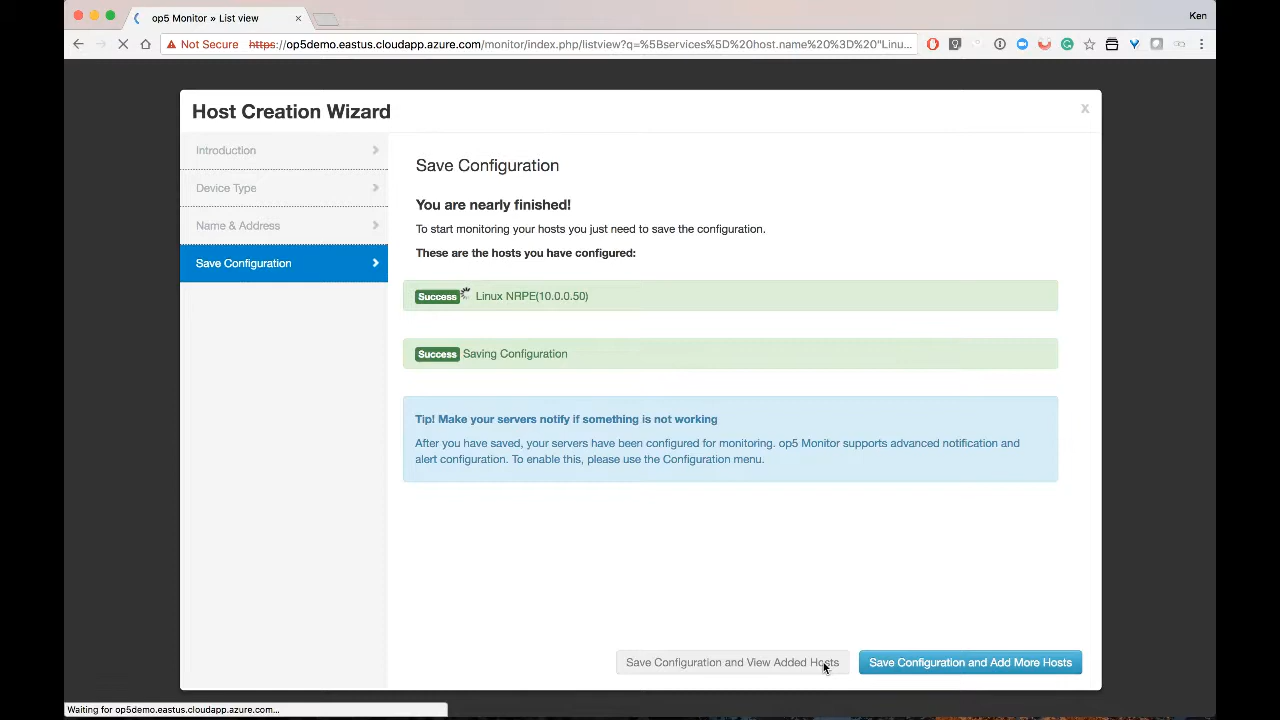 op5 Monitor » List view
Ken
Not Secure https://op5demo.eastus.cloudapp.azure.com/monitor/index.php/listview?q=%5Bservices%5D%20host.name%20%3D%20"Linu...
Host Creation Wizard
x
Introduction
Device Type
Name & Address
Save Configuration
Save Configuration
You are nearly finished!
To start monitoring your hosts you just need to save the configuration.
These are the hosts you have configured:
Success Linux NRPE(10.0.0.50)
Success Saving Configuration
Tip! Make your servers notify if something is not working
After you have saved, your servers have been configured for monitoring. op5 Monitor supports advanced notification and
alert configuration. To enable this, please use the Configuration menu.
Save Configuration and View Added Hosts
Save Configuration and Add More Hosts
Waiting for op5demo.eastus.cloudapp.azure.com...